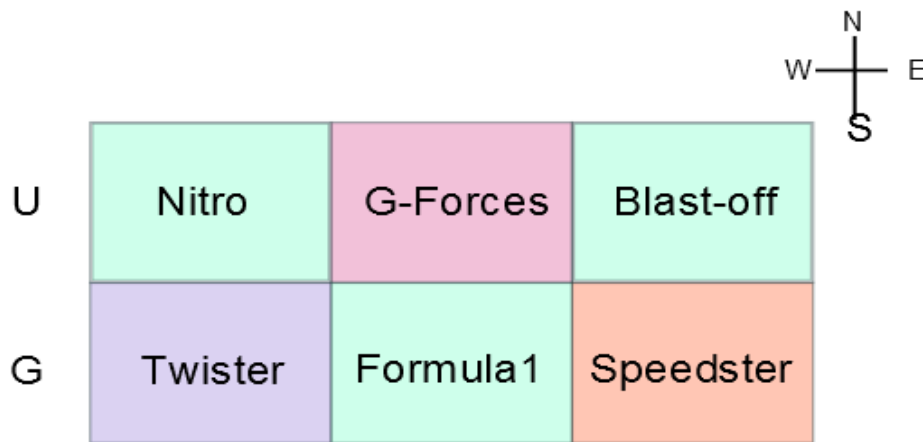 N
W E
S
U Nitro G-Forces Blast-off
G Twister Formula1 Speedster